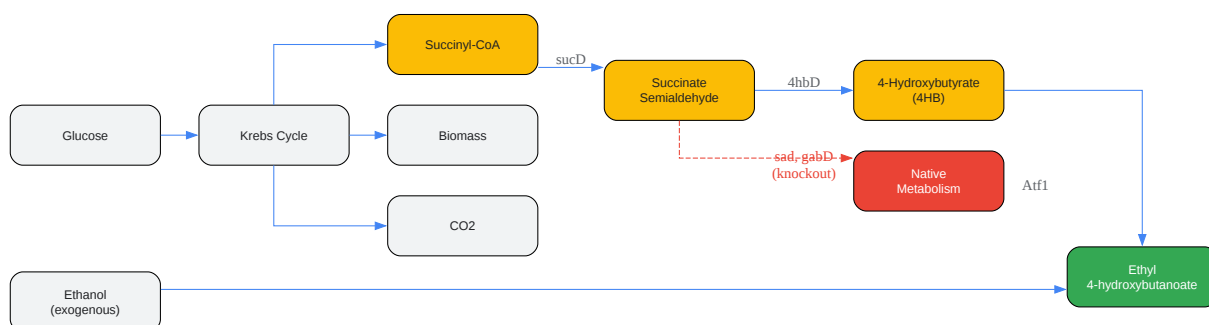 Succinyl-CoA
sucD
Succinate
Semialdehyde
4hbD
4-Hydroxybutyrate
(4HB)
Glucose
Krebs Cycle
Biomass
sad, gabD
(knockout)
Native
Metabolism
Atf1
CO2
Ethyl
4-hydroxybutanoate
Ethanol
(exogenous)